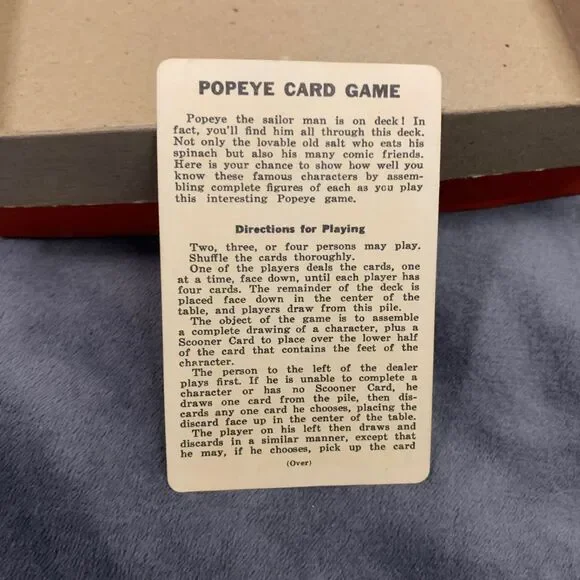 POPEYE CARD GAME
Popeye the sailor man is on deck! In
fact, you'll find him all through this deck.
Not only the lovable old salt who eats his
spinach but also his many comic friends.
Here is your chance to show how well you
know these famous characters by assem-
bling complete figures of each as you play
this interesting Popeye game.
Directions for Playing
Two, three, or four persons may play.
Shuffle the cards thoroughly.
One of the players deals the cards, one
at a time, face down, until each player has
four cards. The remainder of the deck is
placed face down in the center of the
table, and players draw from this pile.
The object of the game is to assemble
a complete drawing of a character, plus a
Scooner Card to place over the lower half
of the card that contains the feet of the
character.
The person to the left of the dealer
plays first. If he is unable to complete a
character or has no Scooner Card, he
draws one card from the pile, then dis-
cards any one card he chooses, placing the
discard face up in the center of the table.
The player on his left then draws and
discards in a similar manner, except that
he may, if he chooses, pick up the card
(Over)